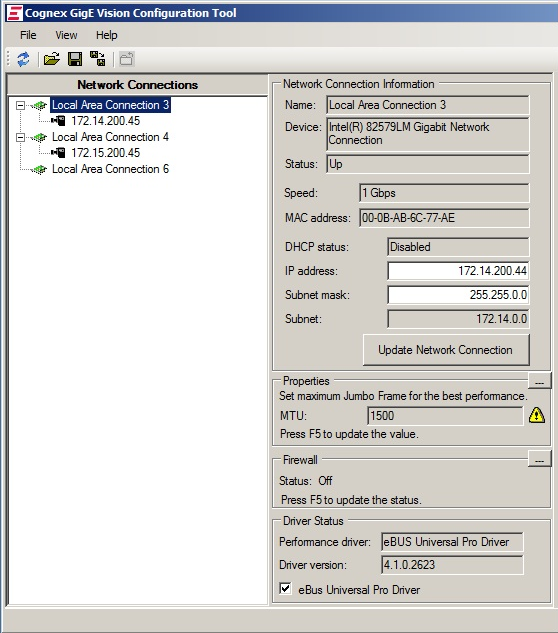 Cognex GigE Vision Configuration Tool
File View Help
Network Connections
Local Area Connection 3
172.14.200.45
Local Area Connection 4
172.15.200.45
Local Area Connection 6
Network Connection Information
Name: Local Area Connection 3
Device: Intel(R) 82579LM Gigabit Network
Connection
Status: Up
Speed: 1 Gbps
MAC address: 00-0B-AB-6C-77-AE
DHCP status: Disabled
IP address: 172.14.200.44
Subnet mask: 255.255.0.0
Subnet: 172.14.0.0
Update Network Connection
Properties ...
Set maximum Jumbo Frame for the best perfomance.
MTU: 1500
Press F5 to update the value.
Firewall ...
Status: Off
Press F5 to update the status.
Driver Status
Performance driver: eBUS Universal Pro Driver
Driver version: 4.1.0.2623
eBus Universal Pro Driver